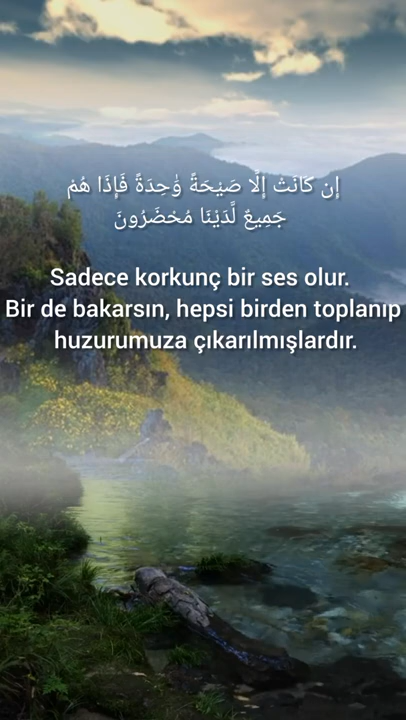 إِن كَانَتْ إِلَّا صَيْحَةً وَٰحِدَةً فَإِذَا هُمْ
جَمِيعٌ لَّدَيْنَا مُحْضَرُونَ
Sadece korkunç bir ses olur.
Bir de bakarsın, hepsi birden toplanıp
huzurumuza çıkarılmışlardır.